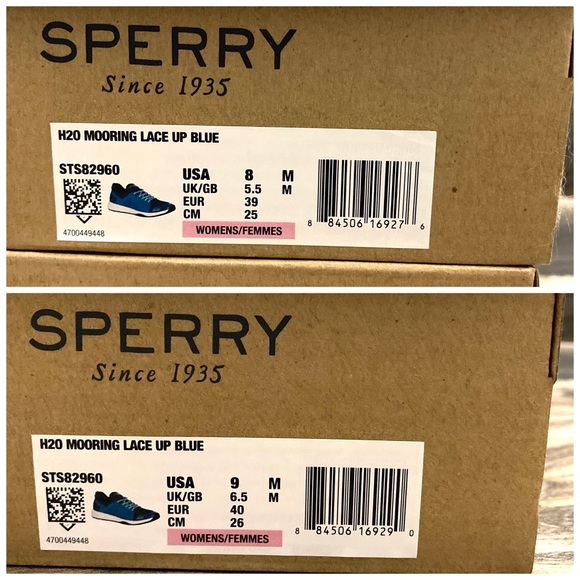 SPERRY
Since 1935
H20 MOORING LACE UP BLUE
STS82960
USA 8 M
UK/GB 5.5 M
EUR 39
CM 25
WOMENS/FEMMES
4700449448
8 84506 16927 6
SPERRY
Since 1935
H20 MOORING LACE UP BLUE
STS82960
USA 9 M
UK/GB 6.5 M
EUR 40
CM 26
WOMENS/FEMMES
4700449448
8 84506 16929 0